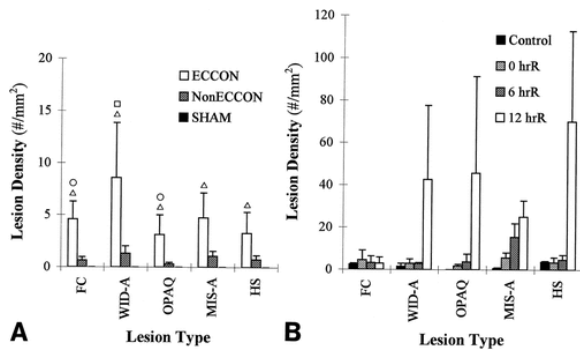 20
15
10
5
0
Lesion Density (#/mm²)
□
△
○
△
○
△
△
△
ECCON
NonECCON
SHAM
FC
WID-A
OPAQ
MIS-A
HS
Lesion Type
A
120
100
80
60
40
20
0
Lesion Density (#/mm²)
Control
0 hrR
6 hrR
12 hrR
FC
WID-A
OPAQ
MIS-A
HS
Lesion Type
B